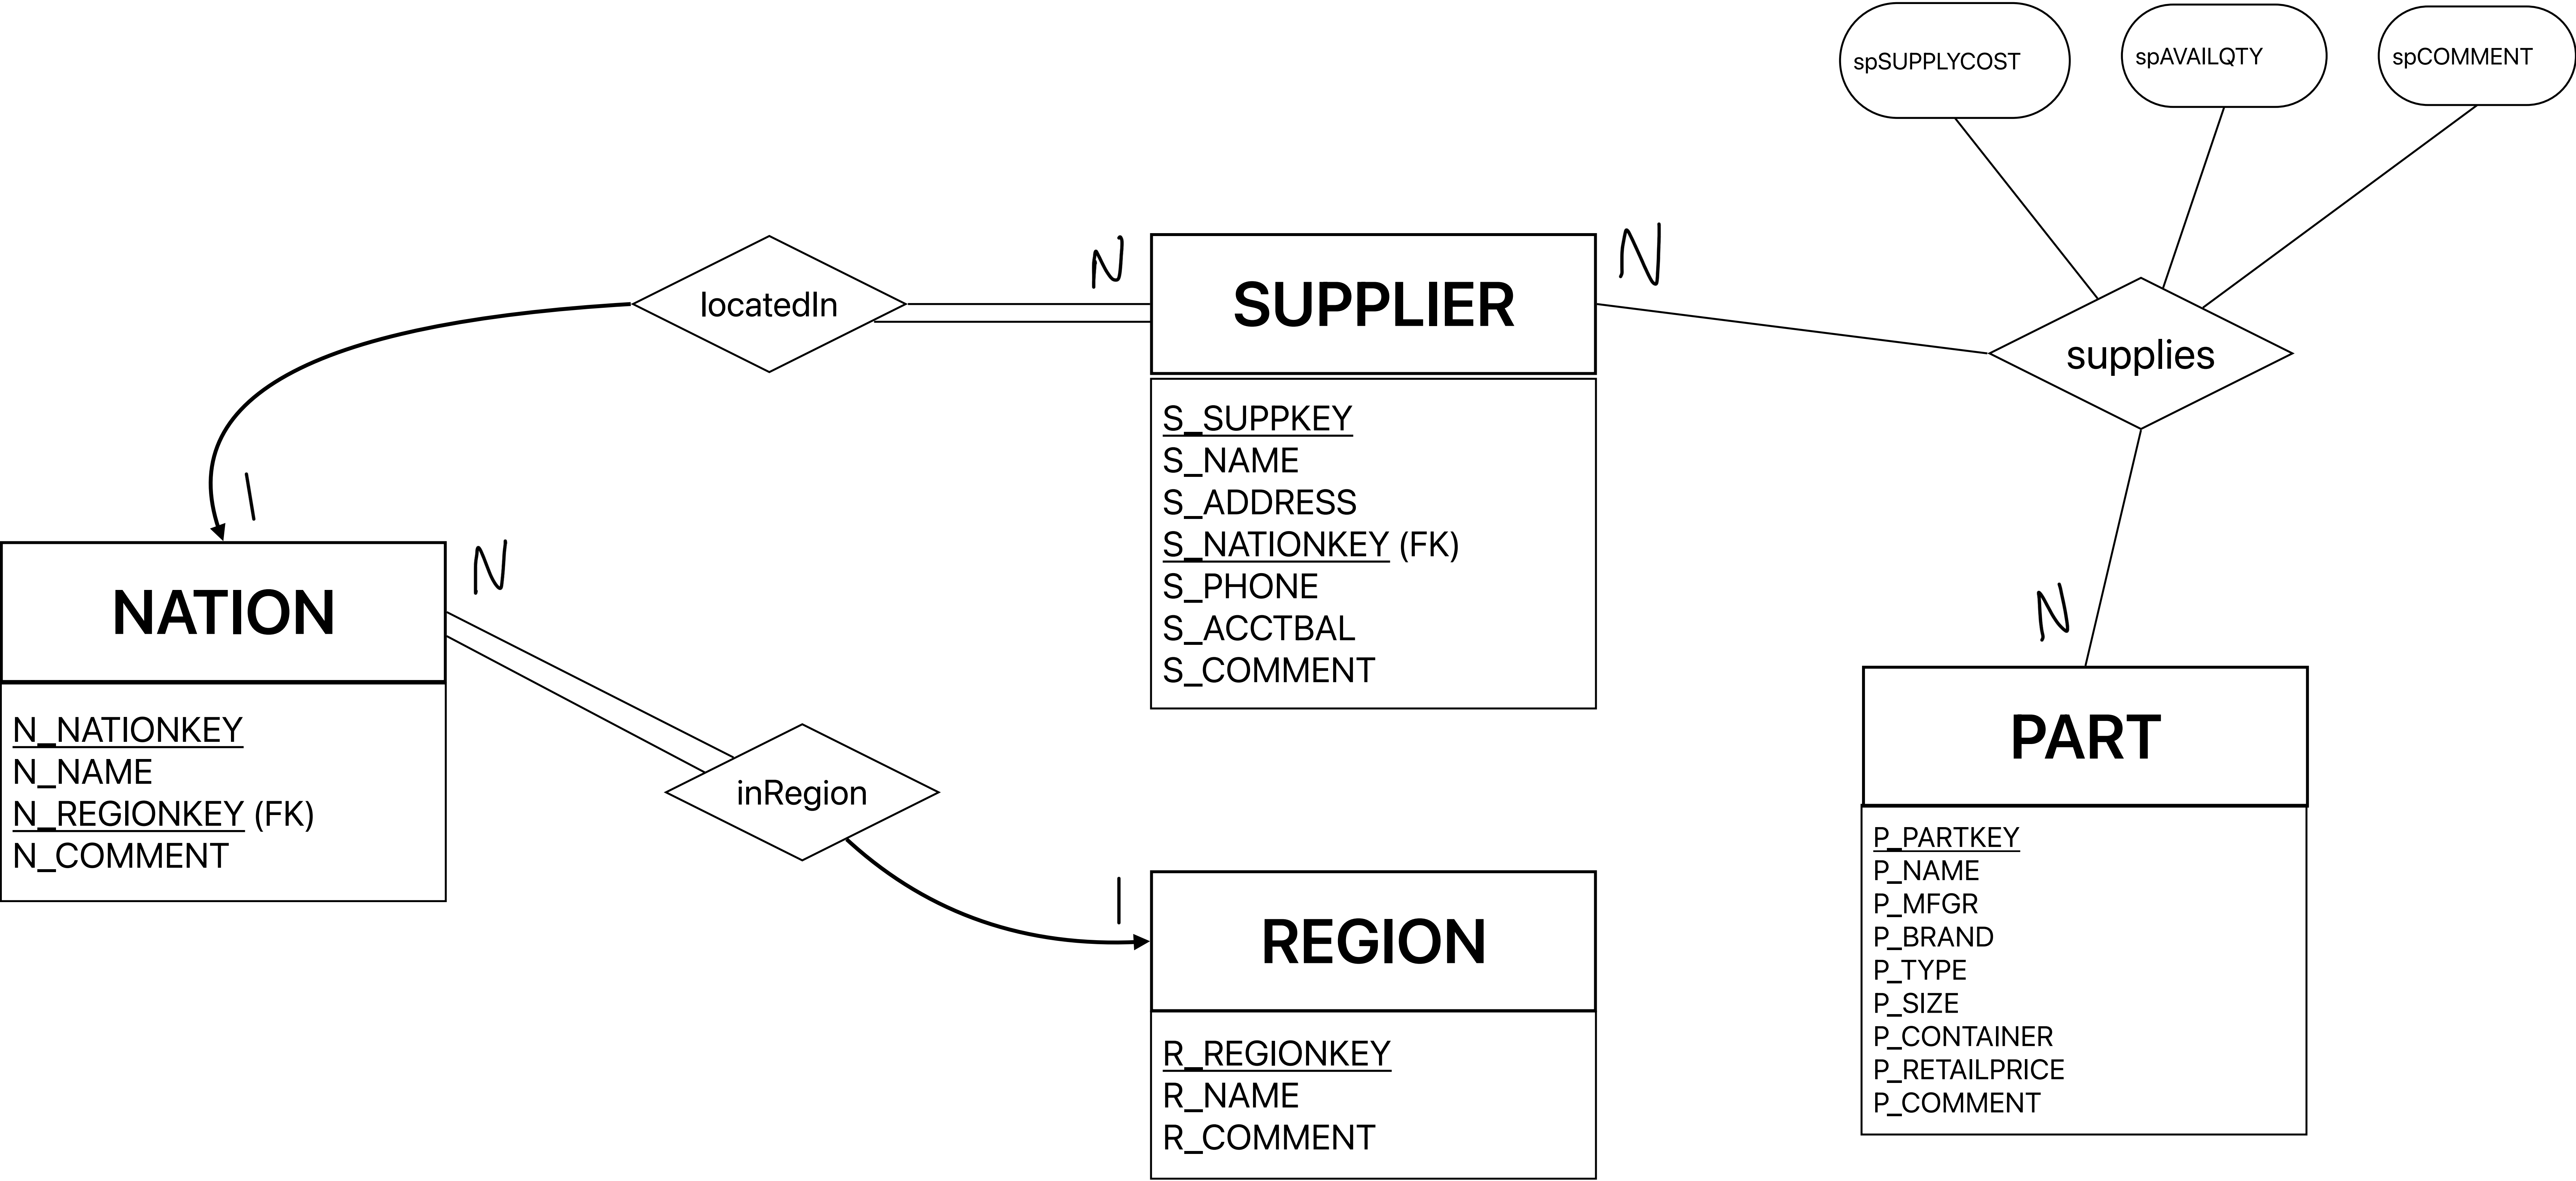 spSUPPLYCOST
spAVAILQTY
spCOMMENT
locatedIn
N
SUPPLIER
N
supplies
S_SUPPKEY
S_NAME
S_ADDRESS
S_NATIONKEY (FK)
S_PHONE
S_ACCTBAL
S_COMMENT
1
NATION
N
N_NATIONKEY
N_NAME
N_REGIONKEY (FK)
N_COMMENT
inRegion
1
REGION
R_REGIONKEY
R_NAME
R_COMMENT
N
PART
P_PARTKEY
P_NAME
P_MFGR
P_BRAND
P_TYPE
P_SIZE
P_CONTAINER
P_RETAILPRICE
P_COMMENT